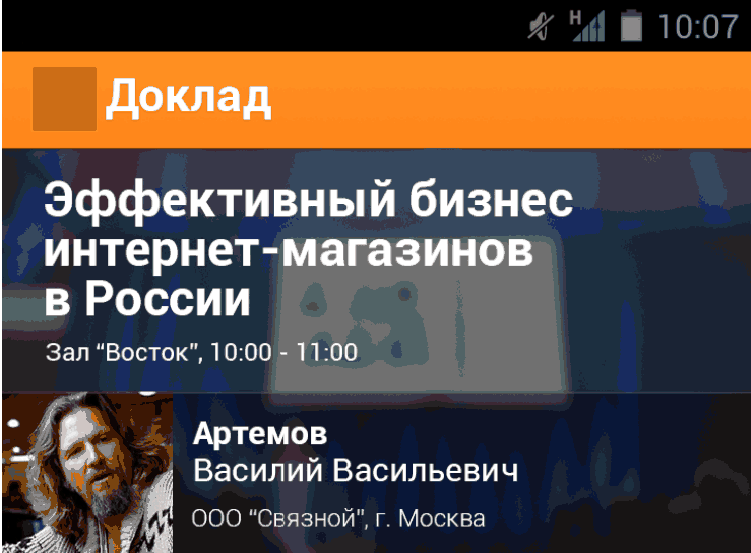 H 10:07
Доклад
Эффективный бизнес
интернет-магазинов
в России
Зал “Восток”, 10:00 - 11:00
Артемов
Василий Васильевич
ООО “Связной”, г. Москва